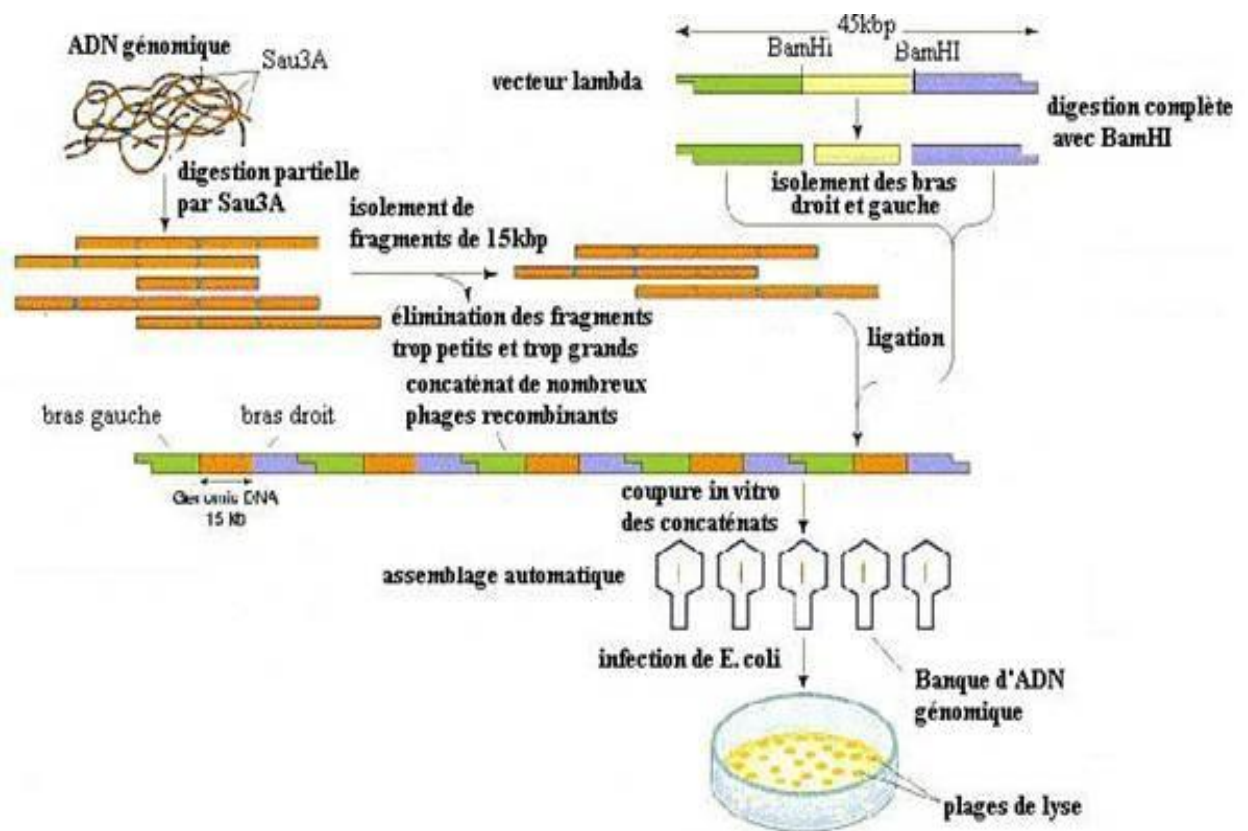 ADN génomique
Sau3A
45kbp
BamHi
BamHI
vecteur lambda
digestion complète
avec BamHI
digestion partielle
par Sau3A
isolement des bras
droit et gauche
isolement de
fragments de 15kbp
élimination des fragments
trop petits et trop grands
ligation
concaténat de nombreux
phages recombinants
bras gauche
bras droit
Genomic DNA
15 kb
coupure in vitro
des concaténats
assemblage automatique
infection de E. coli
Banque d'ADN
génomique
plages de lyse